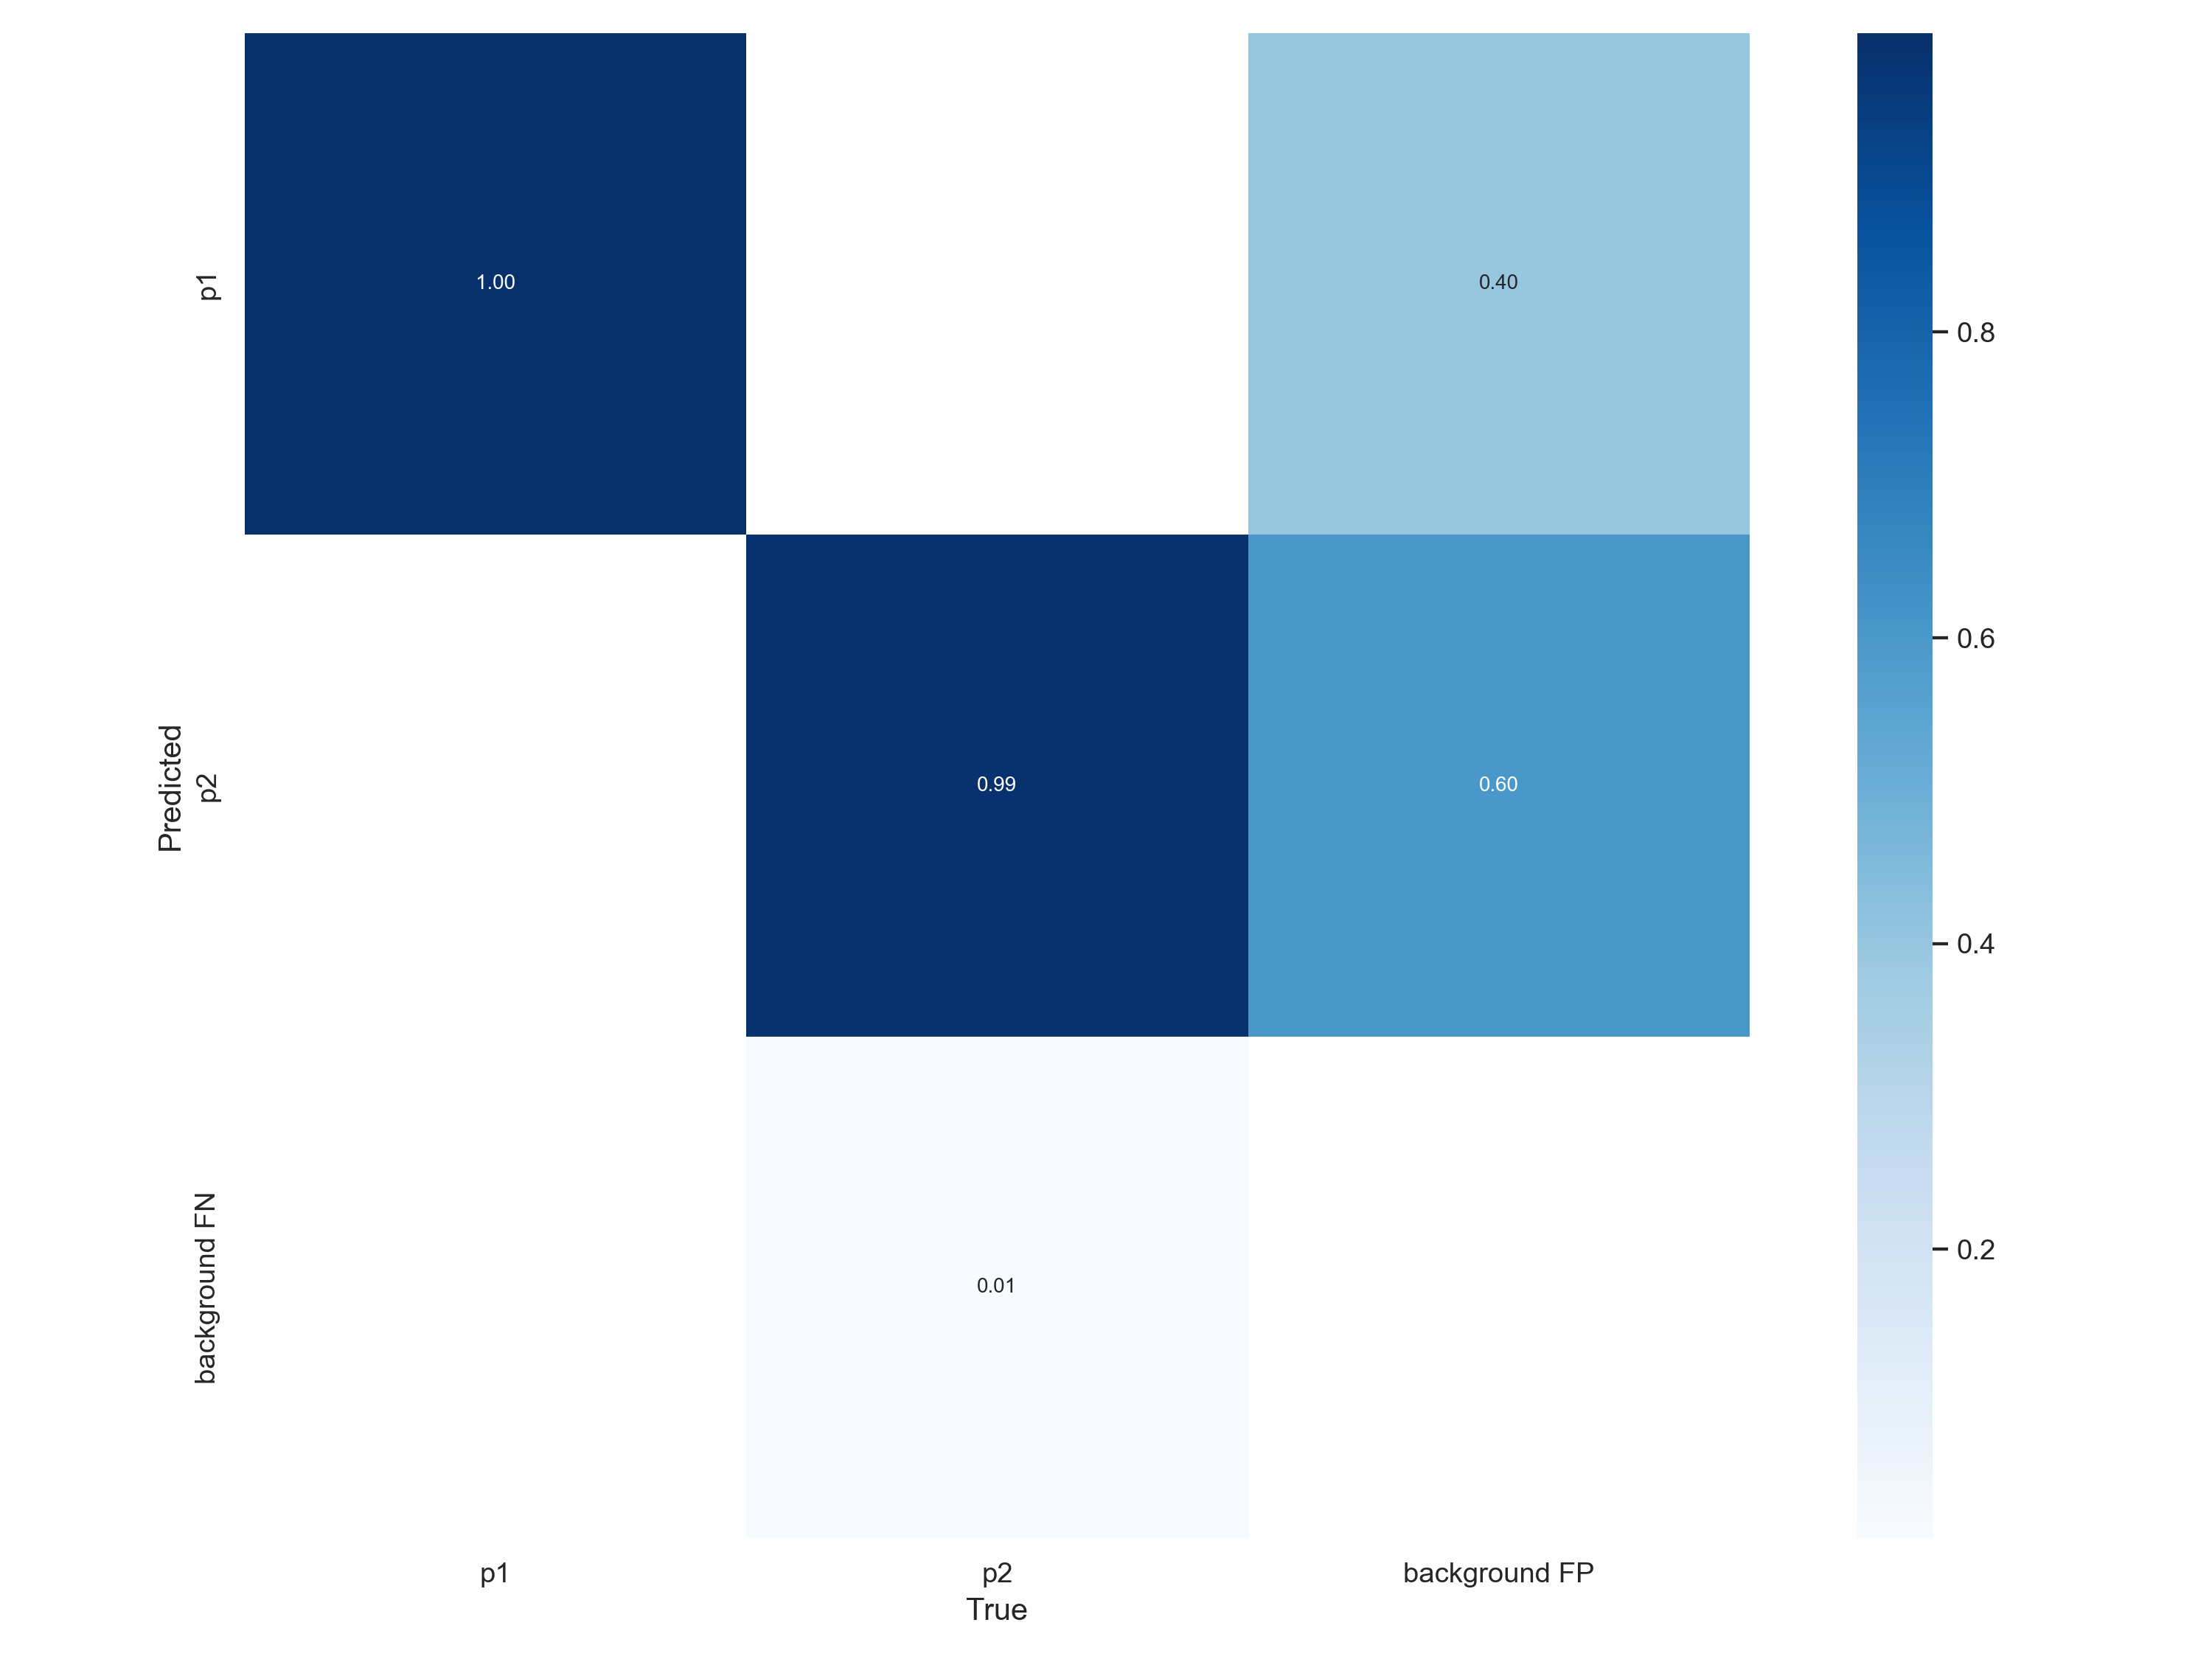 p1
1.00
0.40
0.8
0.6
Predicted
p2
0.99
0.60
0.4
background FN
0.01
0.2
p1
p2
background FP
True